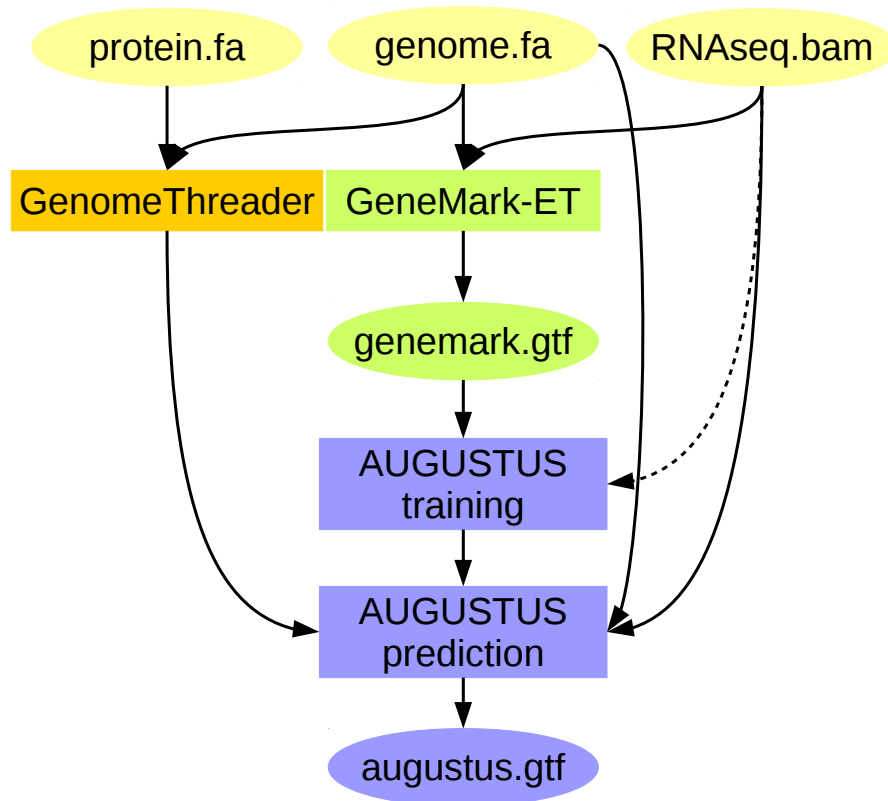 protein.fa
genome.fa
RNAseq.bam
GenomeThreader
GeneMark-ET
genemark.gtf
AUGUSTUS
training
AUGUSTUS
prediction
augustus.gtf